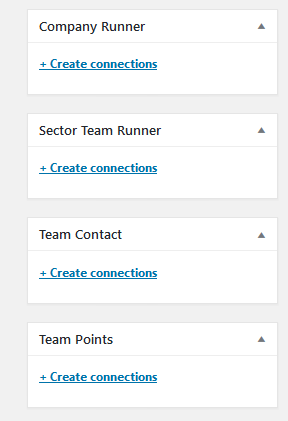 Company Runner
+ Create connections
Sector Team Runner
+ Create connections
Team Contact
+ Create connections
Team Points
+ Create connections